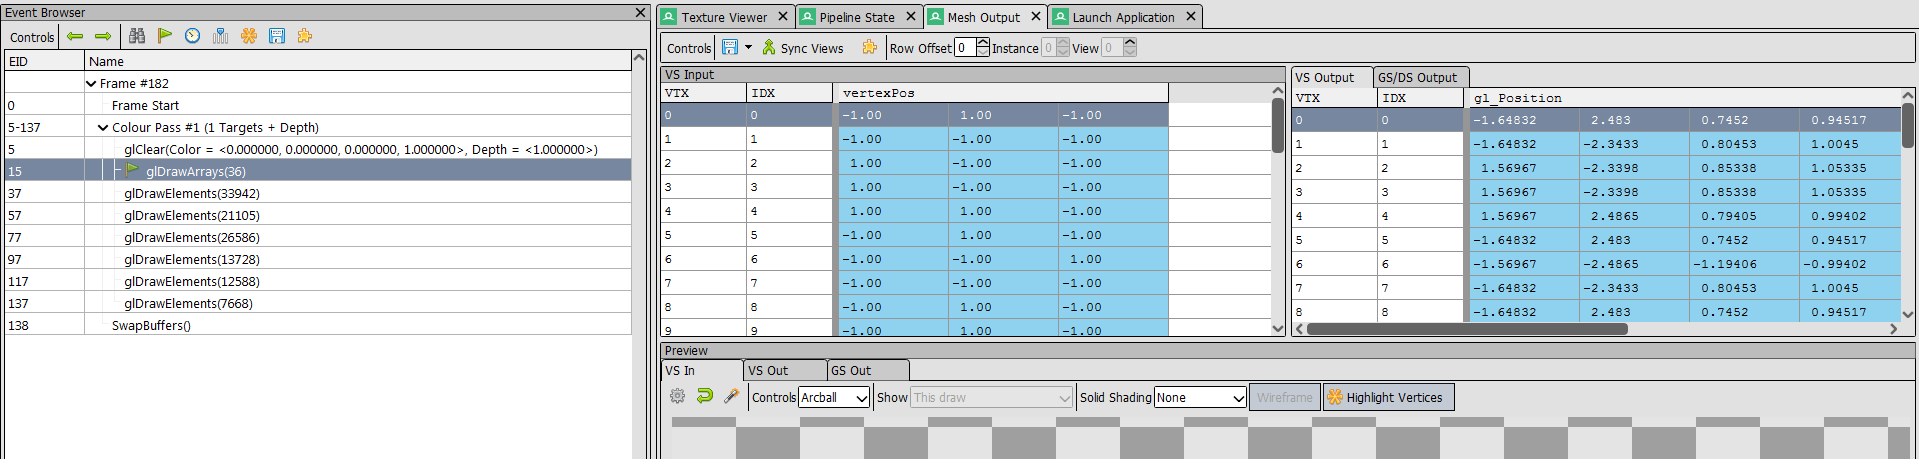 Event Browser
Controls
EID Name
Frame #182
0 Frame Start
5-137 Colour Pass #1 (1 Targets + Depth)
5 glClear(Color = <0.000000, 0.000000, 0.000000, 1.000000>, Depth = <1.000000>)
15 glDrawArrays(36)
37 glDrawElements(33942)
57 glDrawElements(21105)
77 glDrawElements(26586)
97 glDrawElements(13728)
117 glDrawElements(12588)
137 glDrawElements(7668)
138 SwapBuffers()
Texture Viewer Pipeline State Mesh Output Launch Application
Controls Sync Views Row Offset 0 Instance 0 View 0
VS Input
VTX IDX vertexPos
0 0 -1.00 1.00 -1.00
1 1 -1.00 -1.00 -1.00
2 2 1.00 -1.00 -1.00
3 3 1.00 -1.00 -1.00
4 4 1.00 1.00 -1.00
5 5 -1.00 1.00 -1.00
6 6 -1.00 -1.00 1.00
7 7 -1.00 -1.00 -1.00
8 8 -1.00 1.00 -1.00
9 9 -1.00 1.00 -1.00
VS Output GS/DS Output
VTX IDX gl_Position
0 0 -1.64832 2.483 0.7452 0.94517
1 1 -1.64832 -2.3433 0.80453 1.0045
2 2 1.56967 -2.3398 0.85338 1.05335
3 3 1.56967 -2.3398 0.85338 1.05335
4 4 1.56967 2.4865 0.79405 0.99402
5 5 -1.64832 2.483 0.7452 0.94517
6 6 -1.56967 -2.4865 -1.19406 -0.99402
7 7 -1.64832 -2.3433 0.80453 1.0045
8 8 -1.64832 2.483 0.7452 0.94517
Preview
VS In VS Out GS Out
Controls Arcball Show This draw Solid Shading None Wireframe Highlight Vertices